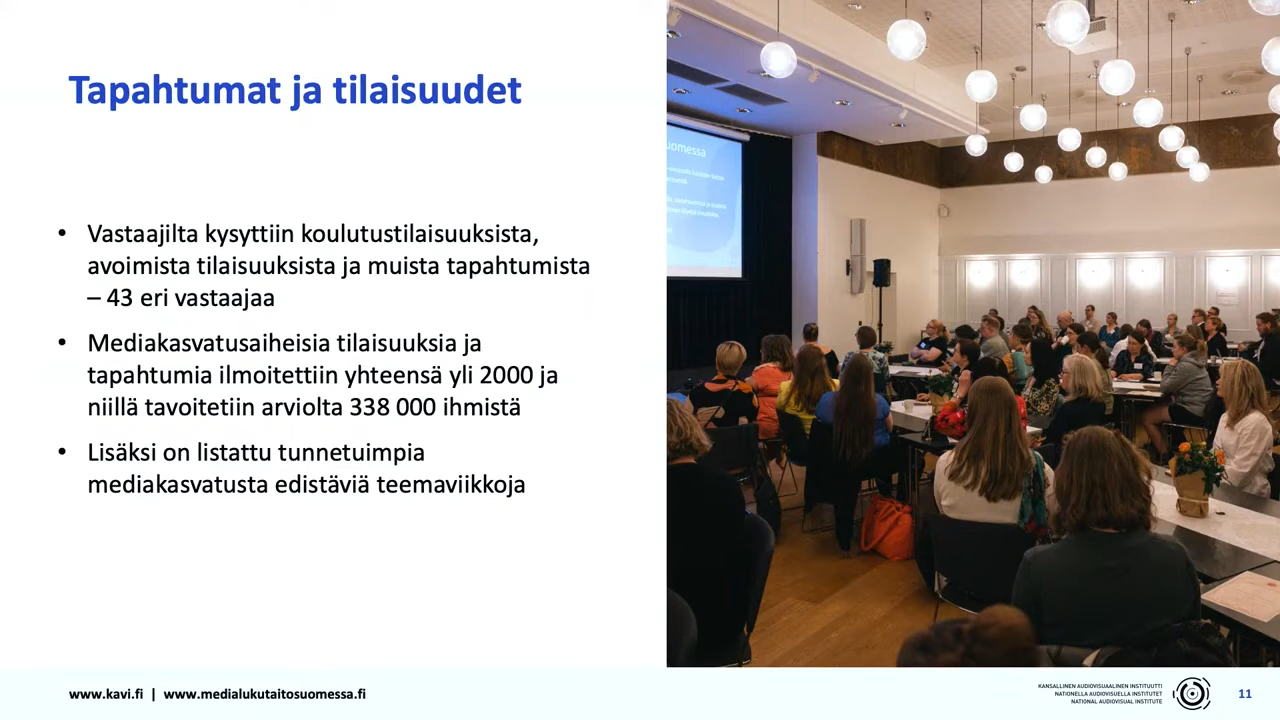 Tapahtumat ja tilaisuudet
• Vastaajilta kysyttiin koulutustilaisuuksista,
avoimista tilaisuuksista ja muista tapahtumista
– 43 eri vastaajaa
• Mediakasvatusaiheisia tilaisuuksia ja
tapahtumia ilmoitettiin yhteensä yli 2000 ja
niillä tavoitetiin arviolta 338 000 ihmistä
• Lisäksi on listattu tunnetuimpia
mediakasvatusta edistäviä teemaviikkoja
uomessa
www.kavi.fi | www.medialukutaitosuomessa.fi
KANSALLINEN AUDIOVISUAALINEN INSTITUUTTI
NATIONELLA AUDIOVISUELLA INSTITUTET
NATIONAL AUDIOVISUAL INSTITUTE
11